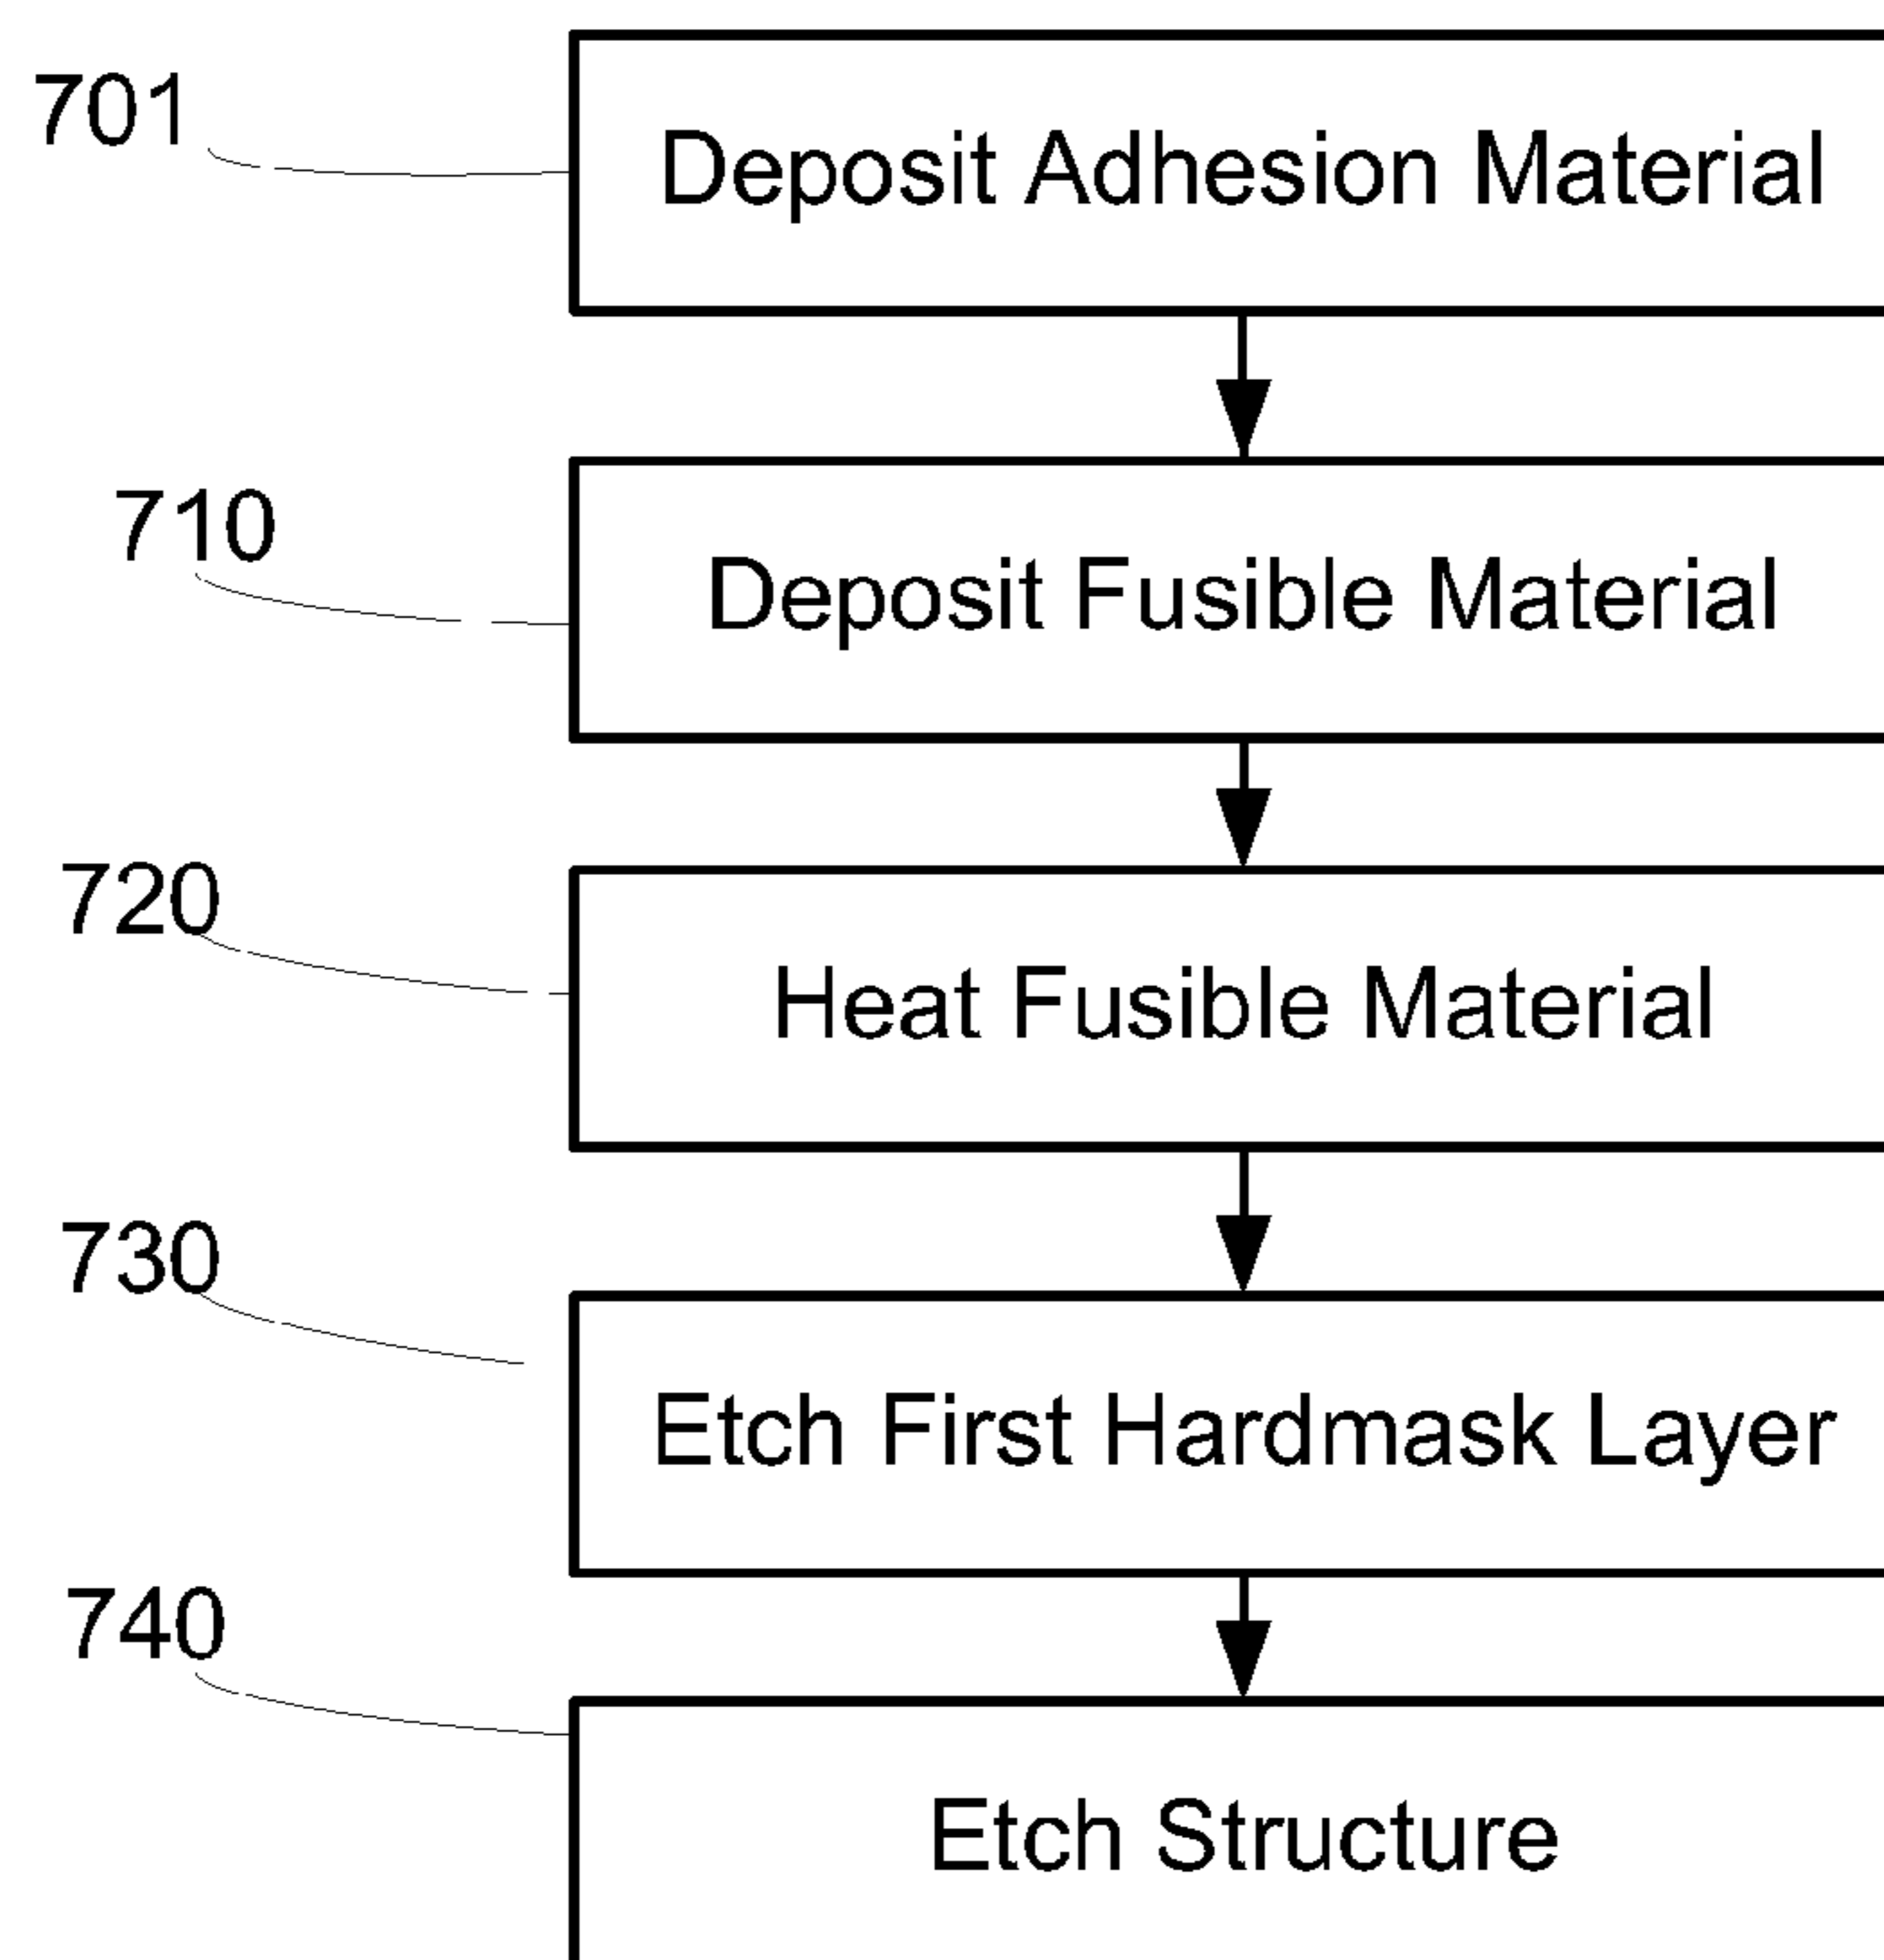 701
Deposit Adhesion Material
710
Deposit Fusible Material
720
Heat Fusible Material
730
Etch First Hardmask Layer
740
Etch Structure